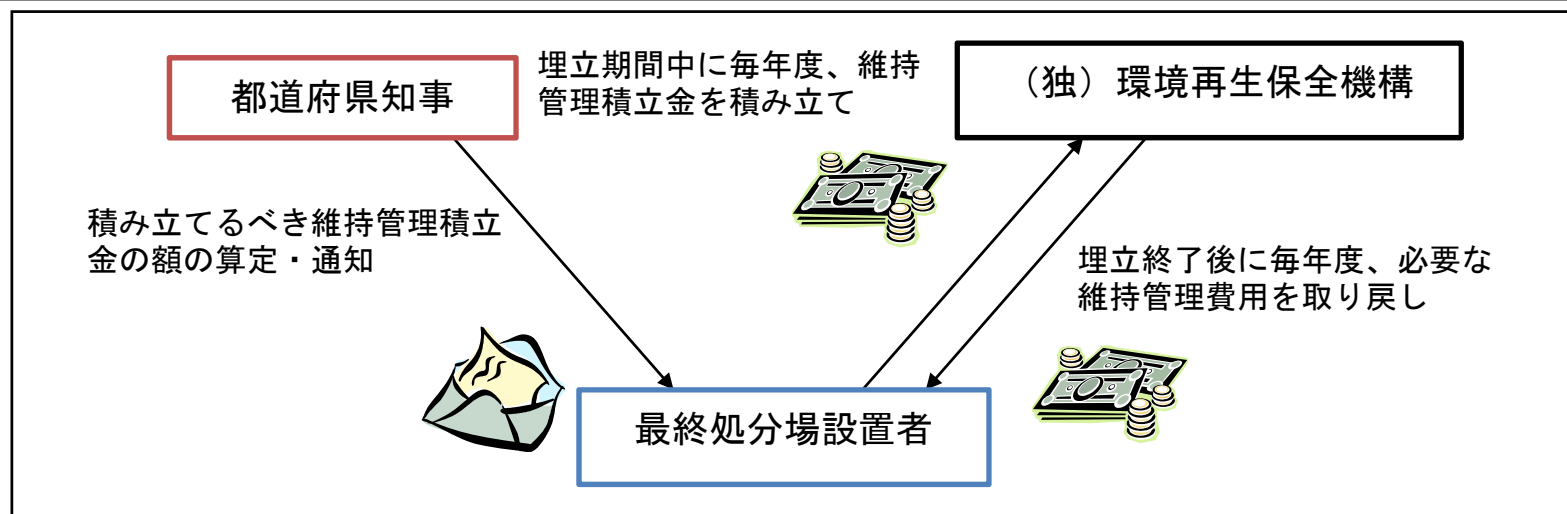 都道府県知事
埋立期間中に毎年度、維持
管理積立金を積み立て
（独）環境再生保全機構
積み立てるべき維持管理積立
金の額の算定・通知
埋立終了後に毎年度、必要な
維持管理費用を取り戻し
最終処分場設置者